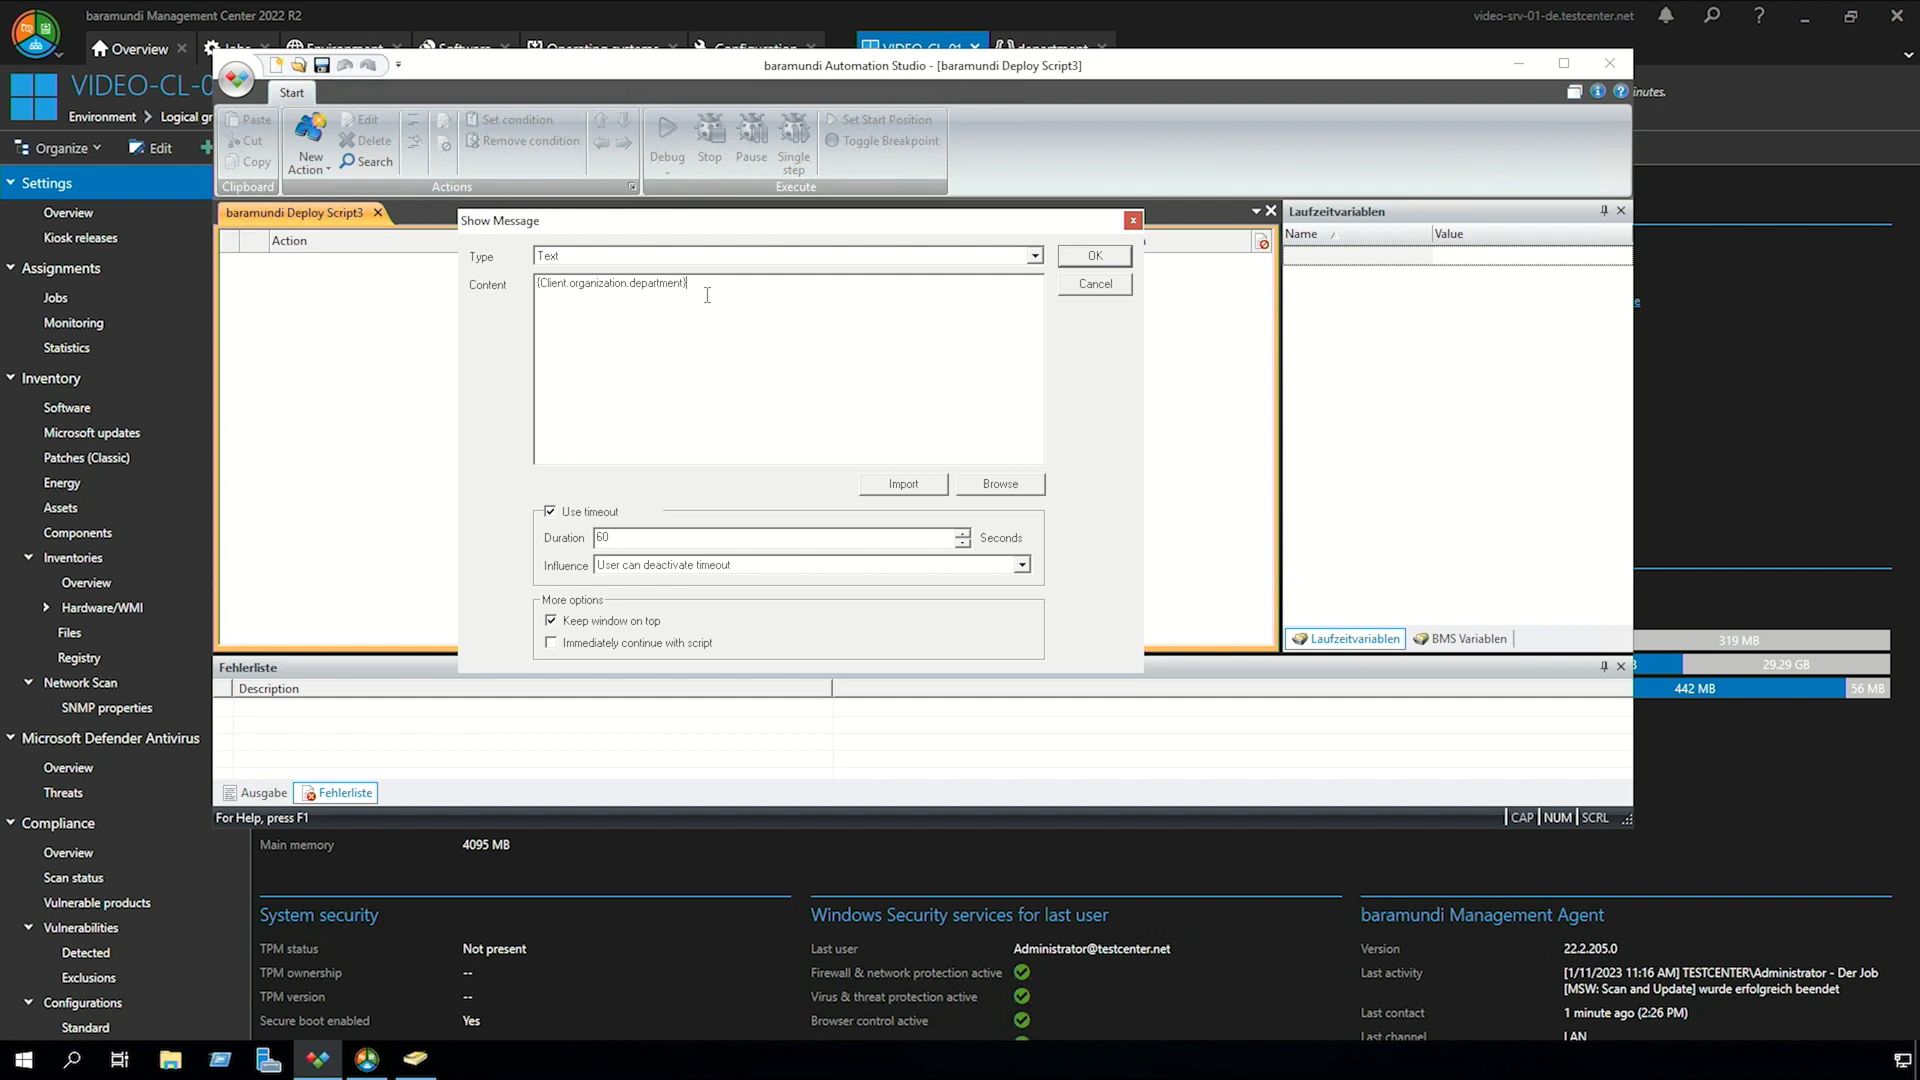 baramundi Management Center 2022 R2
video-srv-01-de.testcenter.net
Overview
Jobs
Environment
Software
Operating systems
Configuration
VIDEO-CL-01
department
VIDEO-CL-0
Environment > Logical gr
Organize
Edit
baramundi Automation Studio - [baramundi Deploy Script3]
Start
inutes.
Paste
Cut
Copy
Clipboard
New
Action
Edit
Delete
Search
Set condition
Remove condition
Actions
Debug
Stop
Pause
Single
step
Set Start Position
Toggle Breakpoint
Execute
Settings
Overview
Kiosk releases
Assignments
Jobs
Monitoring
Statistics
Inventory
Software
Microsoft updates
Patches (Classic)
Energy
Assets
Components
Inventories
Overview
Hardware/WMI
Files
Registry
Network Scan
SNMP properties
Microsoft Defender Antivirus
Overview
Threats
Compliance
Overview
Scan status
Vulnerable products
Vulnerabilities
Detected
Exclusions
Configurations
Standard
baramundi Deploy Script3
Action
Show Message
Type
Text
OK
Content
{Client.organization.department}
Cancel
Import
Browse
Use timeout
Duration
60
Seconds
Influence
User can deactivate timeout
More options
Keep window on top
Immediately continue with script
Laufzeitvariablen
Name
Value
Laufzeitvariablen
BMS Variablen
Fehlerliste
Description
Ausgabe
Fehlerliste
For Help, press F1
CAP
NUM
SCRL
319 MB
29.29 GB
442 MB
56 MB
Main memory
4095 MB
System security
TPM status
Not present
TPM ownership
--
TPM version
--
Secure boot enabled
Yes
Windows Security services for last user
Last user
Administrator@testcenter.net
Firewall & network protection active
Virus & threat protection active
Browser control active
baramundi Management Agent
Version
22.2.205.0
Last activity
[1/11/2023 11:16 AM] TESTCENTER\Administrator - Der Job
[MSW: Scan and Update] wurde erfolgreich beendet
Last contact
1 minute ago (2:26 PM)
Last channel
LAN